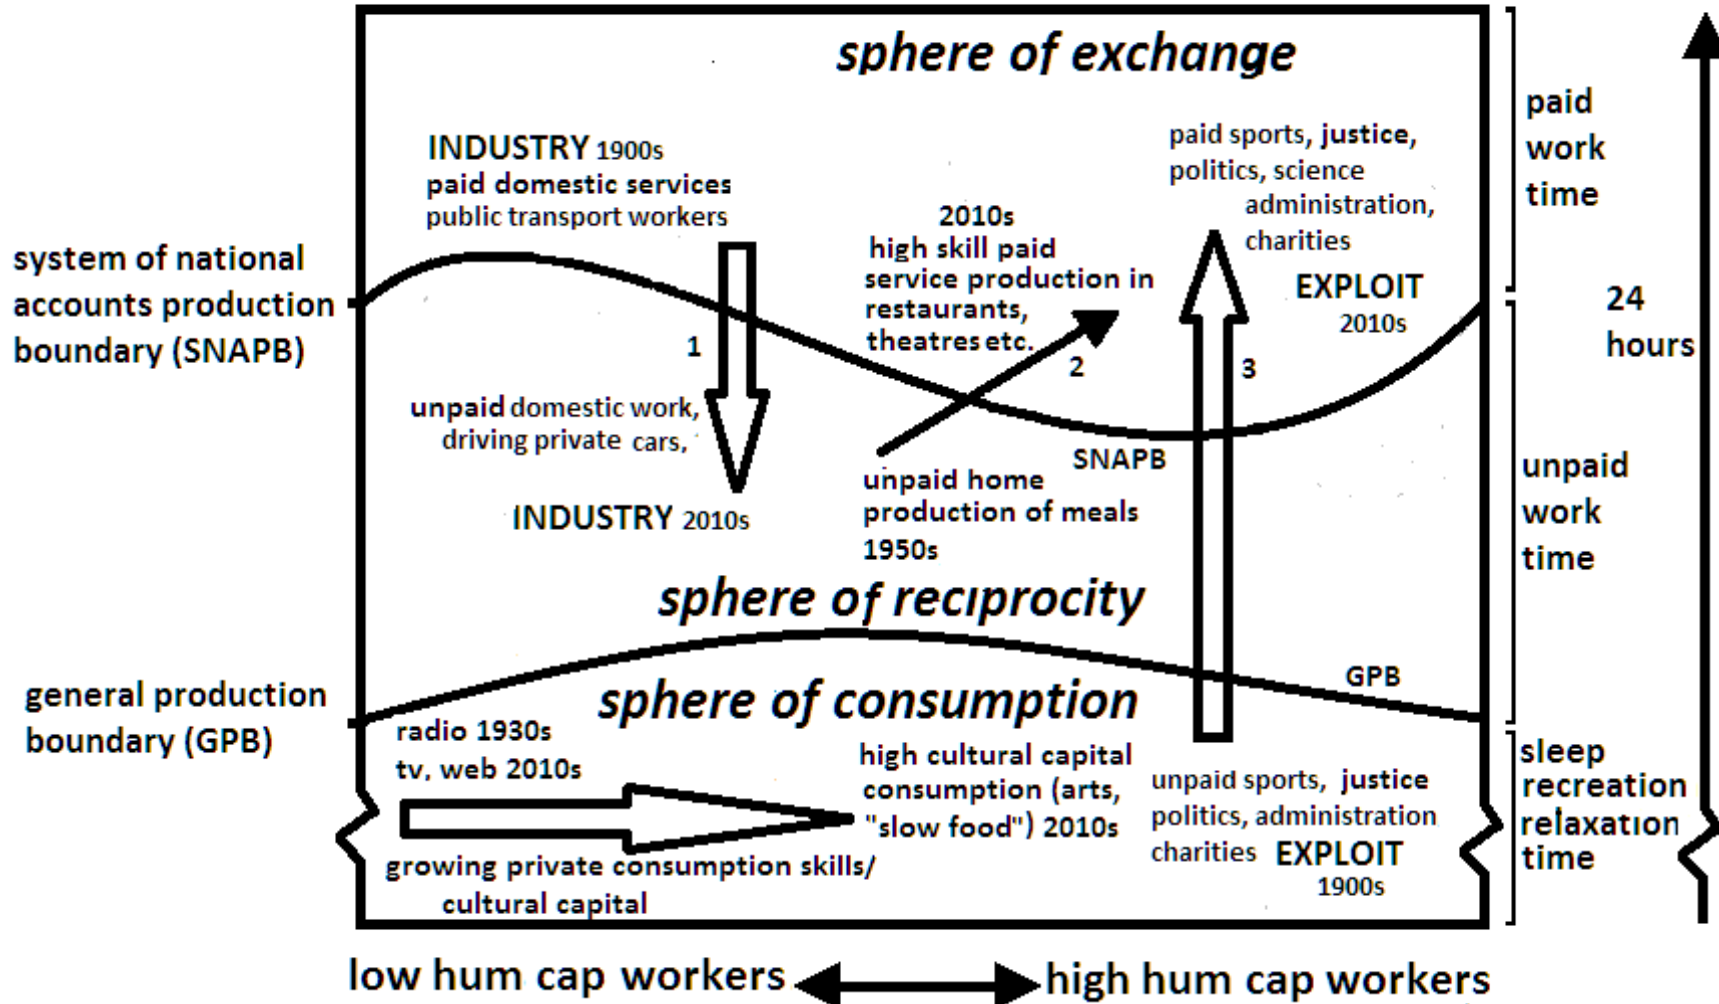 sphere of exchange
INDUSTRY 1900s
paid domestic services
public transport workers
2010s
high skill paid
service production in
restaurants,
theatres etc.
paid sports, justice,
politics, science
administration,
charities
EXPLOIT
2010s
paid
work
time
system of national
accounts production
boundary (SNAPB)
1
2
3
24
hours
unpaid domestic work,
driving private cars,
INDUSTRY 2010s
SNAPB
unpaid home
production of meals
1950s
unpaid
work
time
sphere of reciprocity
GPB
general production
boundary (GPB)
sphere of consumption
radio 1930s
tv, web 2010s
growing private consumption skills/
cultural capital
high cultural capital
consumption (arts,
"slow food") 2010s
unpaid sports, justice
politics, administration
charities EXPLOIT
1900s
sleep
recreation
relaxation
time
low hum cap workers
high hum cap workers